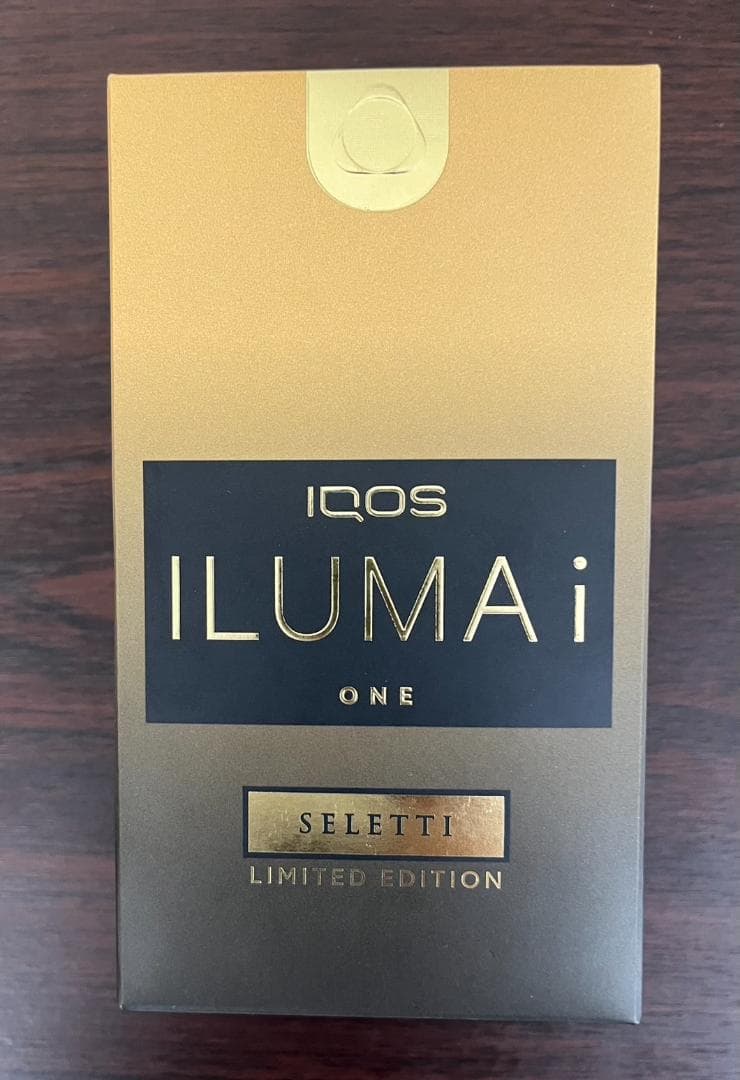 IQOS
ILUMA i
ONE
SELETTI
LIMITED EDITION